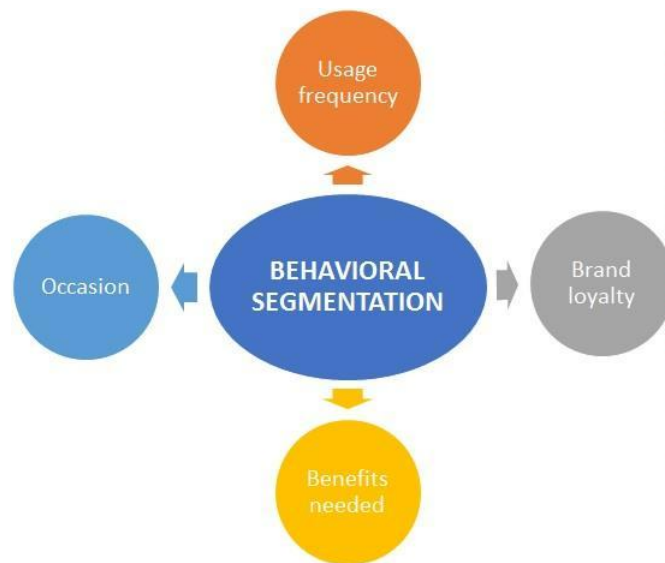 Usage
frequency
Occasion
BEHAVIORAL
SEGMENTATION
Brand
loyalty
Benefits
needed